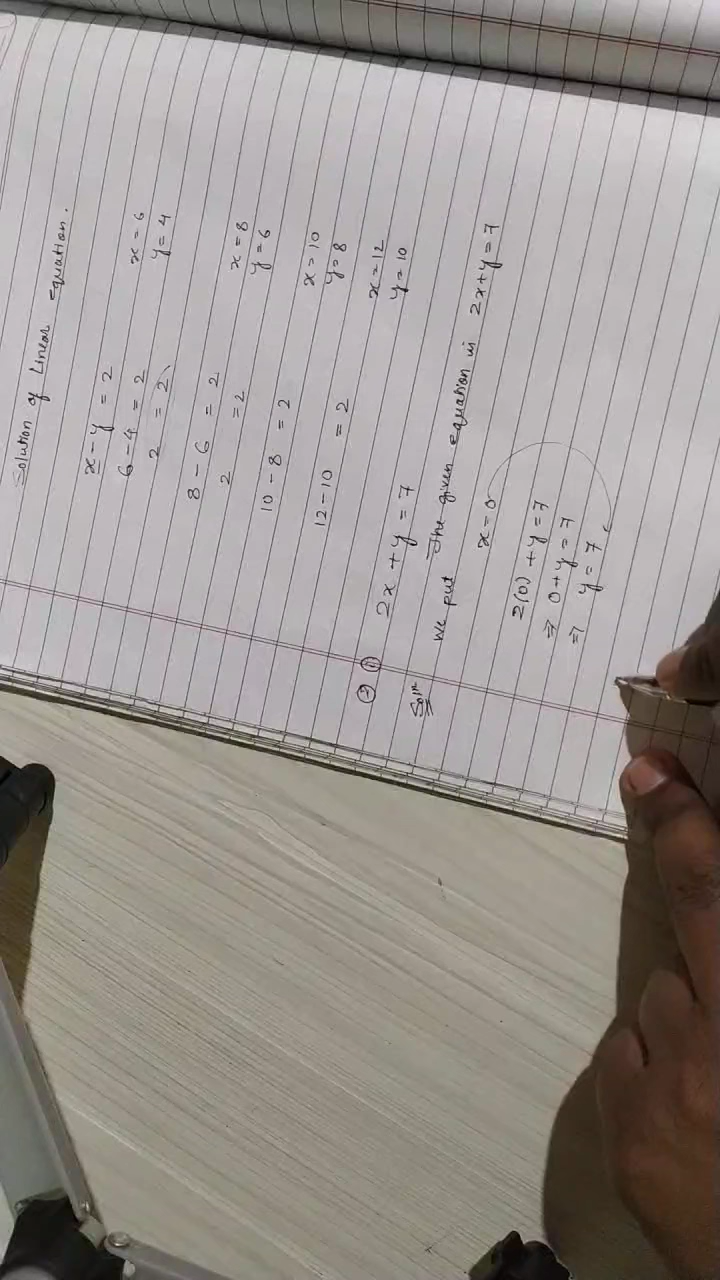 Solution of Linear equation.
x - y = 2
6 - 4 = 2 x = 6
2 = 2 y = 4
8 - 6 = 2
2 = 2 x = 8
y = 6
10 - 8 = 2
x = 10
12 - 10 = 2 y = 8
x = 12
y = 10
② ① 2x + y = 7
Solⁿ We put The given equation is 2x + y = 7
x = 0
2(0) + y = 7
⇒ 0 + y = 7
⇒ y = 7